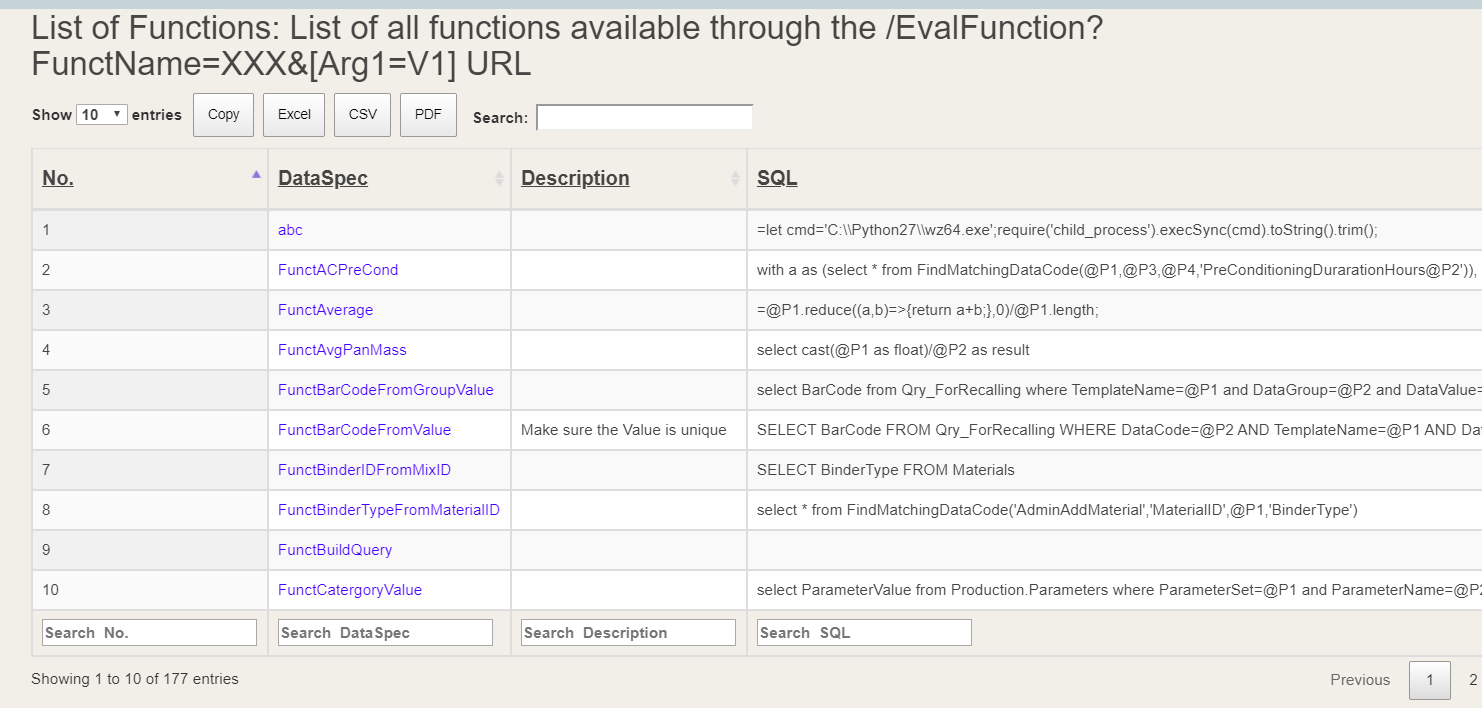 List of Functions: List of all functions available through the /EvalFunction?
FunctName=XXX&[Arg1=V1] URL
Show 10 entries Copy Excel CSV PDF Search:
No. DataSpec Description SQL
1 abc =let cmd='C:\\Python27\\wz64.exe';require('child_process').execSync(cmd).toString().trim();
2 FunctACPreCond with a as (select * from FindMatchingDataCode(@P1,@P3,@P4,'PreConditioningDurarationHours@P2')),
3 FunctAverage =@P1.reduce((a,b)=>{return a+b;},0)/@P1.length;
4 FunctAvgPanMass select cast(@P1 as float)/@P2 as result
5 FunctBarCodeFromGroupValue select BarCode from Qry_ForRecalling where TemplateName=@P1 and DataGroup=@P2 and DataValue=
6 FunctBarCodeFromValue Make sure the Value is unique SELECT BarCode FROM Qry_ForRecalling WHERE DataCode=@P2 AND TemplateName=@P1 AND Da
7 FunctBinderIDFromMixID SELECT BinderType FROM Materials
8 FunctBinderTypeFromMaterialID select * from FindMatchingDataCode('AdminAddMaterial','MaterialID',@P1,'BinderType')
9 FunctBuildQuery
10 FunctCatergoryValue select ParameterValue from Production.Parameters where ParameterSet=@P1 and ParameterName=@P2
Search No. Search DataSpec Search Description Search SQL
Showing 1 to 10 of 177 entries Previous 1 2